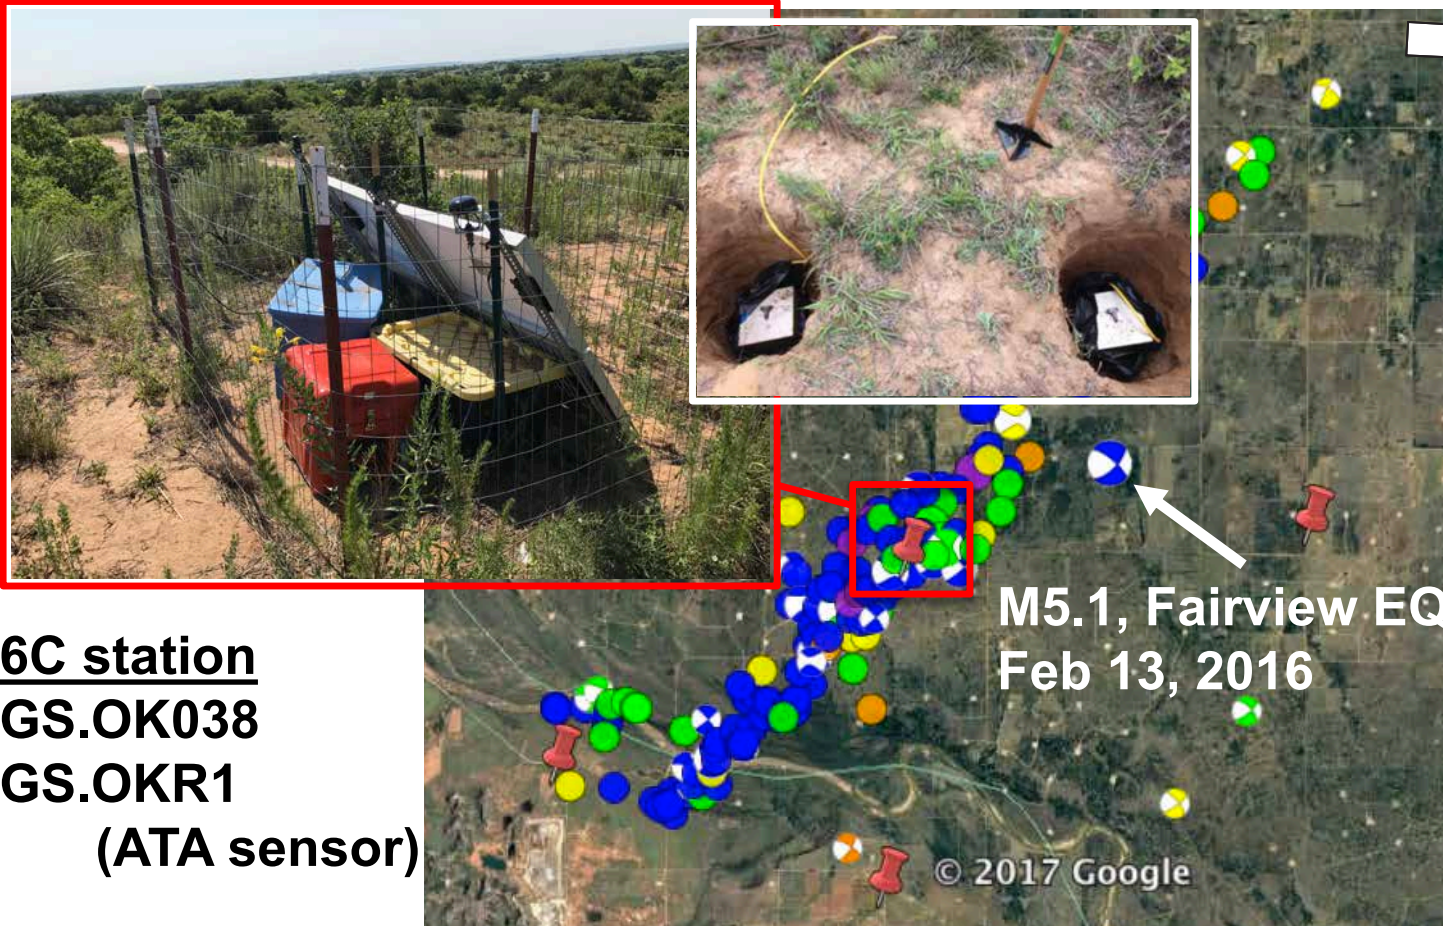 M5.1, Fairview EQ
Feb 13, 2016
6C station
GS.OK038
GS.OKR1
(ATA sensor)
© 2017 Google